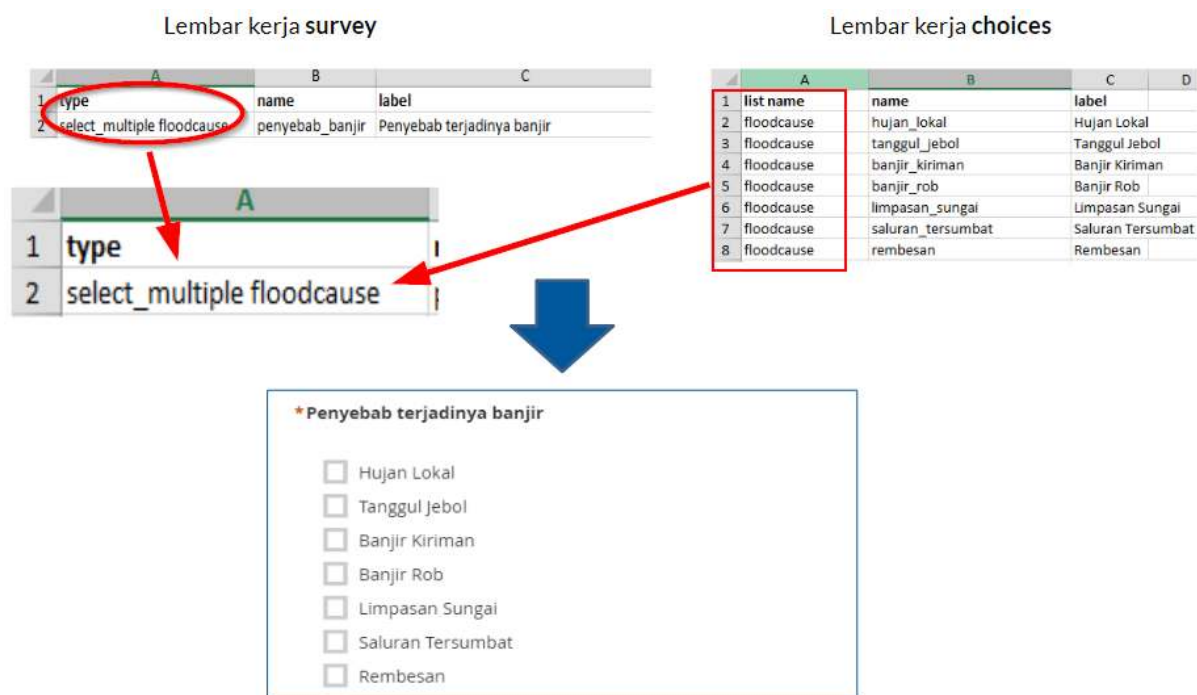 Lembar kerja survey
Lembar kerja choices
A B C
1 type name label
2 select_multiple floodcause penyebab_banjir Penyebab terjadinya banjir
A B C D
1 list name name label
2 floodcause hujan_lokal Hujan Lokal
3 floodcause tanggul_jebol Tanggul Jebol
4 floodcause banjir_kiriman Banjir Kiriman
5 floodcause banjir_rob Banjir Rob
6 floodcause limpasan_sungai Limpasan Sungai
7 floodcause saluran_tersumbat Saluran Tersumbat
8 floodcause rembesan Rembesan
A
1 type
2 select_multiple floodcause
*Penyebab terjadinya banjir
Hujan Lokal
Tanggul Jebol
Banjir Kiriman
Banjir Rob
Limpasan Sungai
Saluran Tersumbat
Rembesan